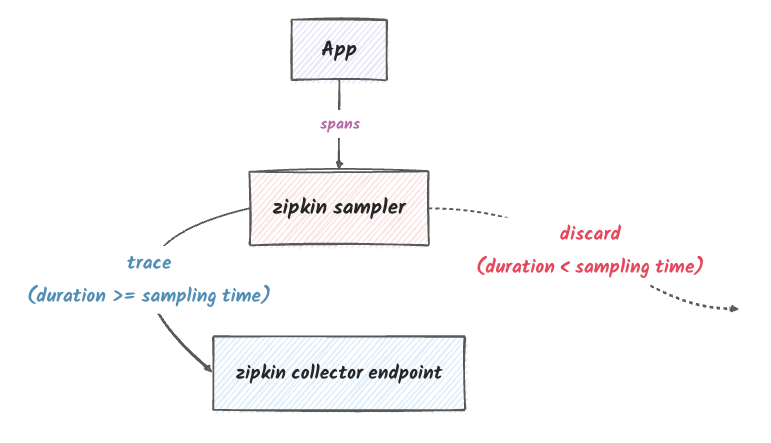 App
spans
zipkin sampler
discard
(duration < sampling time)
trace
(duration >= sampling time)
zipkin collector endpoint